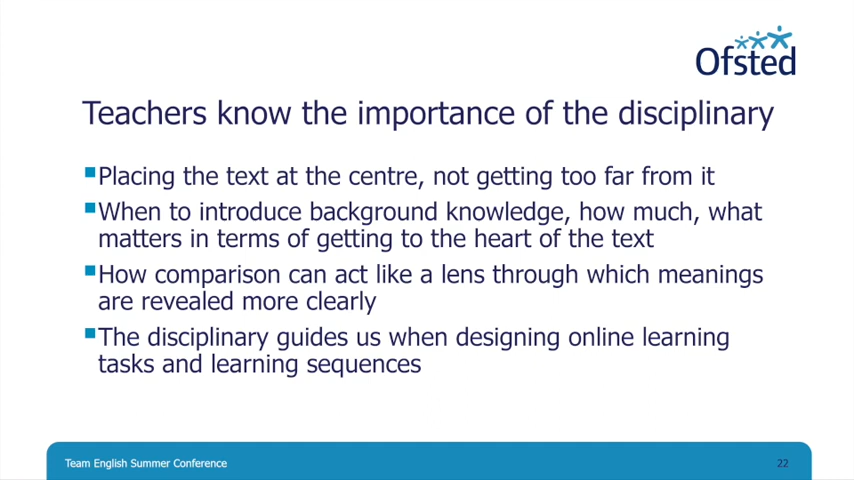 Ofsted
Teachers know the importance of the disciplinary
Placing the text at the centre, not getting too far from it
When to introduce background knowledge, how much, what
matters in terms of getting to the heart of the text
How comparison can act like a lens through which meanings
are revealed more clearly
The disciplinary guides us when designing online learning
tasks and learning sequences
Team English Summer Conference
22